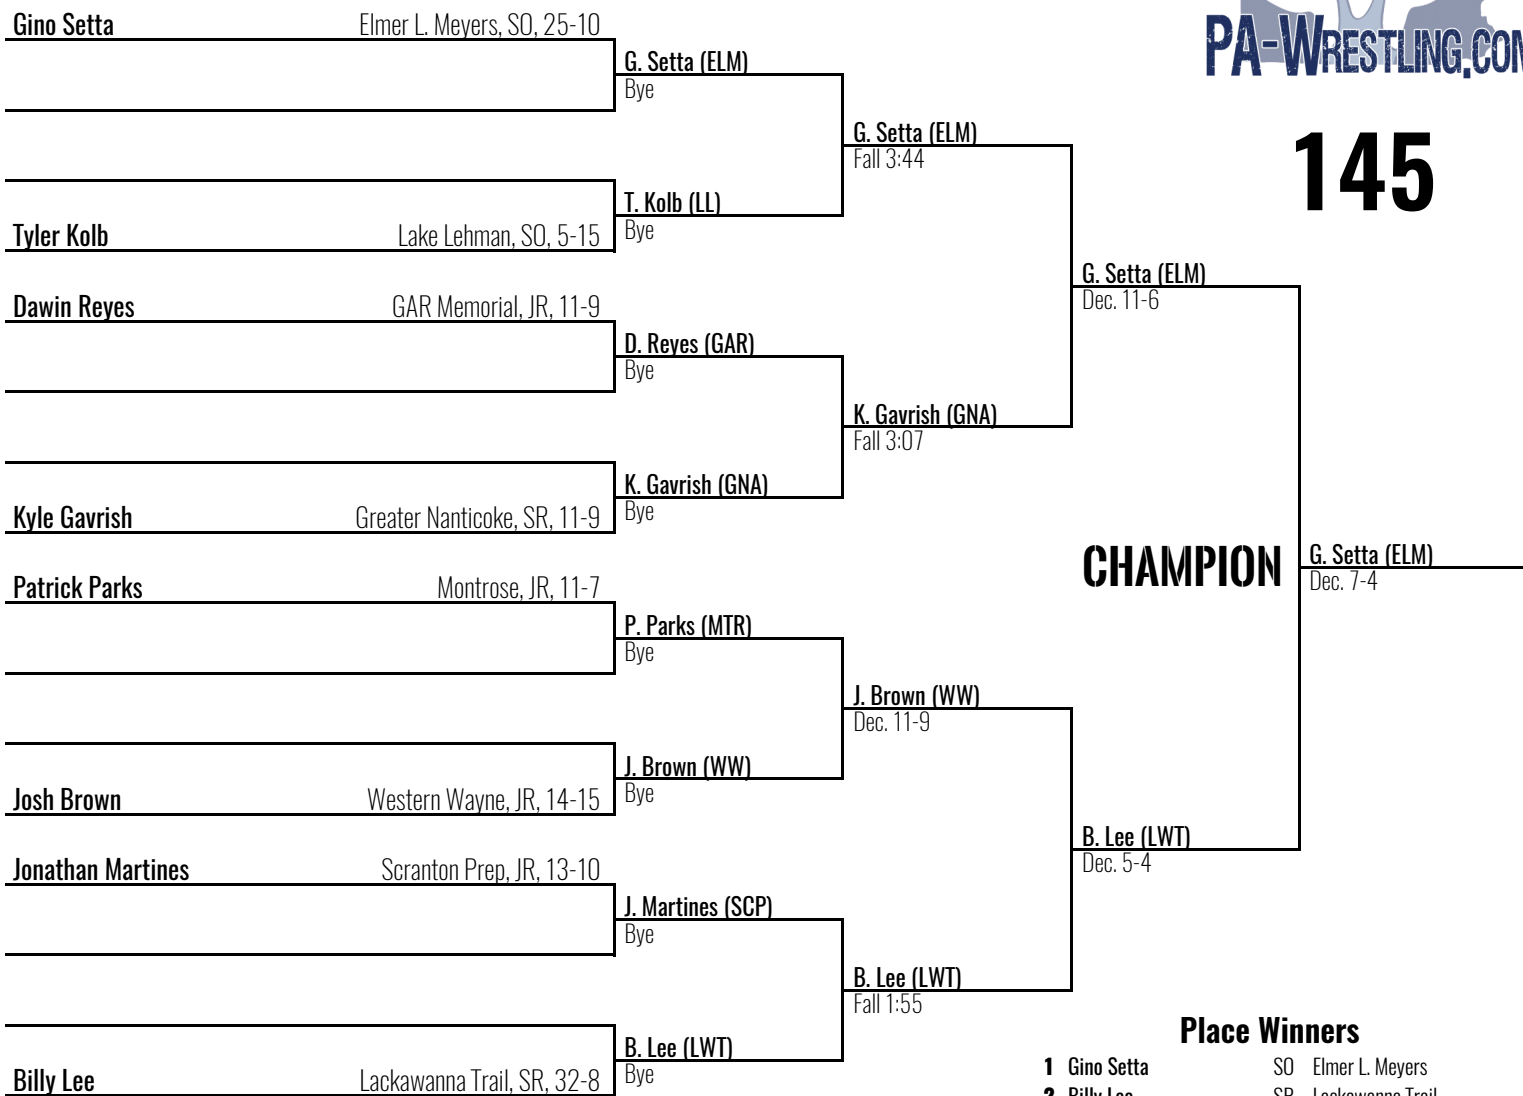 Gino Setta Elmer L. Meyers, SO, 25-10
G. Setta (ELM)
Bye
PA-WRESTLING.COM
G. Setta (ELM)
Fall 3:44
145
T. Kolb (LL)
Bye
Tyler Kolb Lake Lehman, SO, 5-15
G. Setta (ELM)
Dec. 11-6
Dawin Reyes GAR Memorial, JR, 11-9
D. Reyes (GAR)
Bye
K. Gavrish (GNA)
Fall 3:07
K. Gavrish (GNA)
Bye
Kyle Gavrish Greater Nanticoke, SR, 11-9
CHAMPION
G. Setta (ELM)
Dec. 7-4
Patrick Parks Montrose, JR, 11-7
P. Parks (MTR)
Bye
J. Brown (WW)
Dec. 11-9
J. Brown (WW)
Bye
Josh Brown Western Wayne, JR, 14-15
B. Lee (LWT)
Dec. 5-4
Jonathan Martines Scranton Prep, JR, 13-10
J. Martines (SCP)
Bye
B. Lee (LWT)
Fall 1:55
B. Lee (LWT)
Bye
Billy Lee Lackawanna Trail, SR, 32-8
Place Winners
1 Gino Setta SO Elmer L. Meyers
2 Billy Lee SR Lackawanna Trail